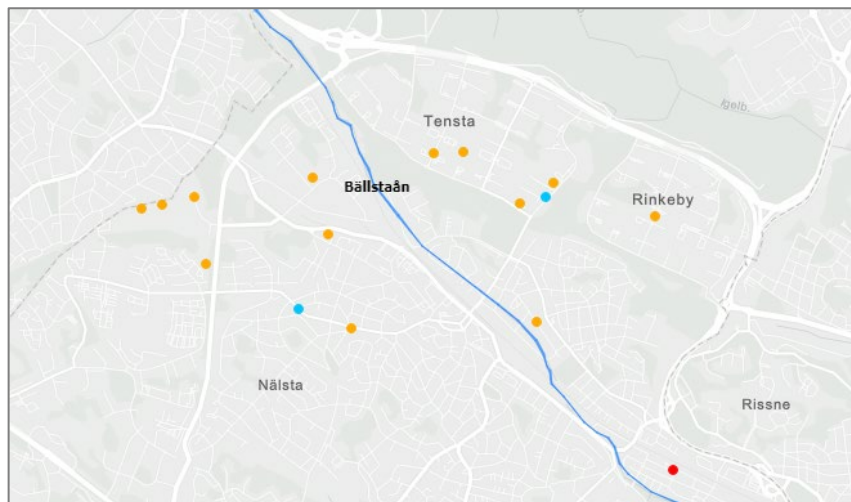 Igelb.
Tensta
Bällstaån
Rinkeby
Nälsta
Rissne